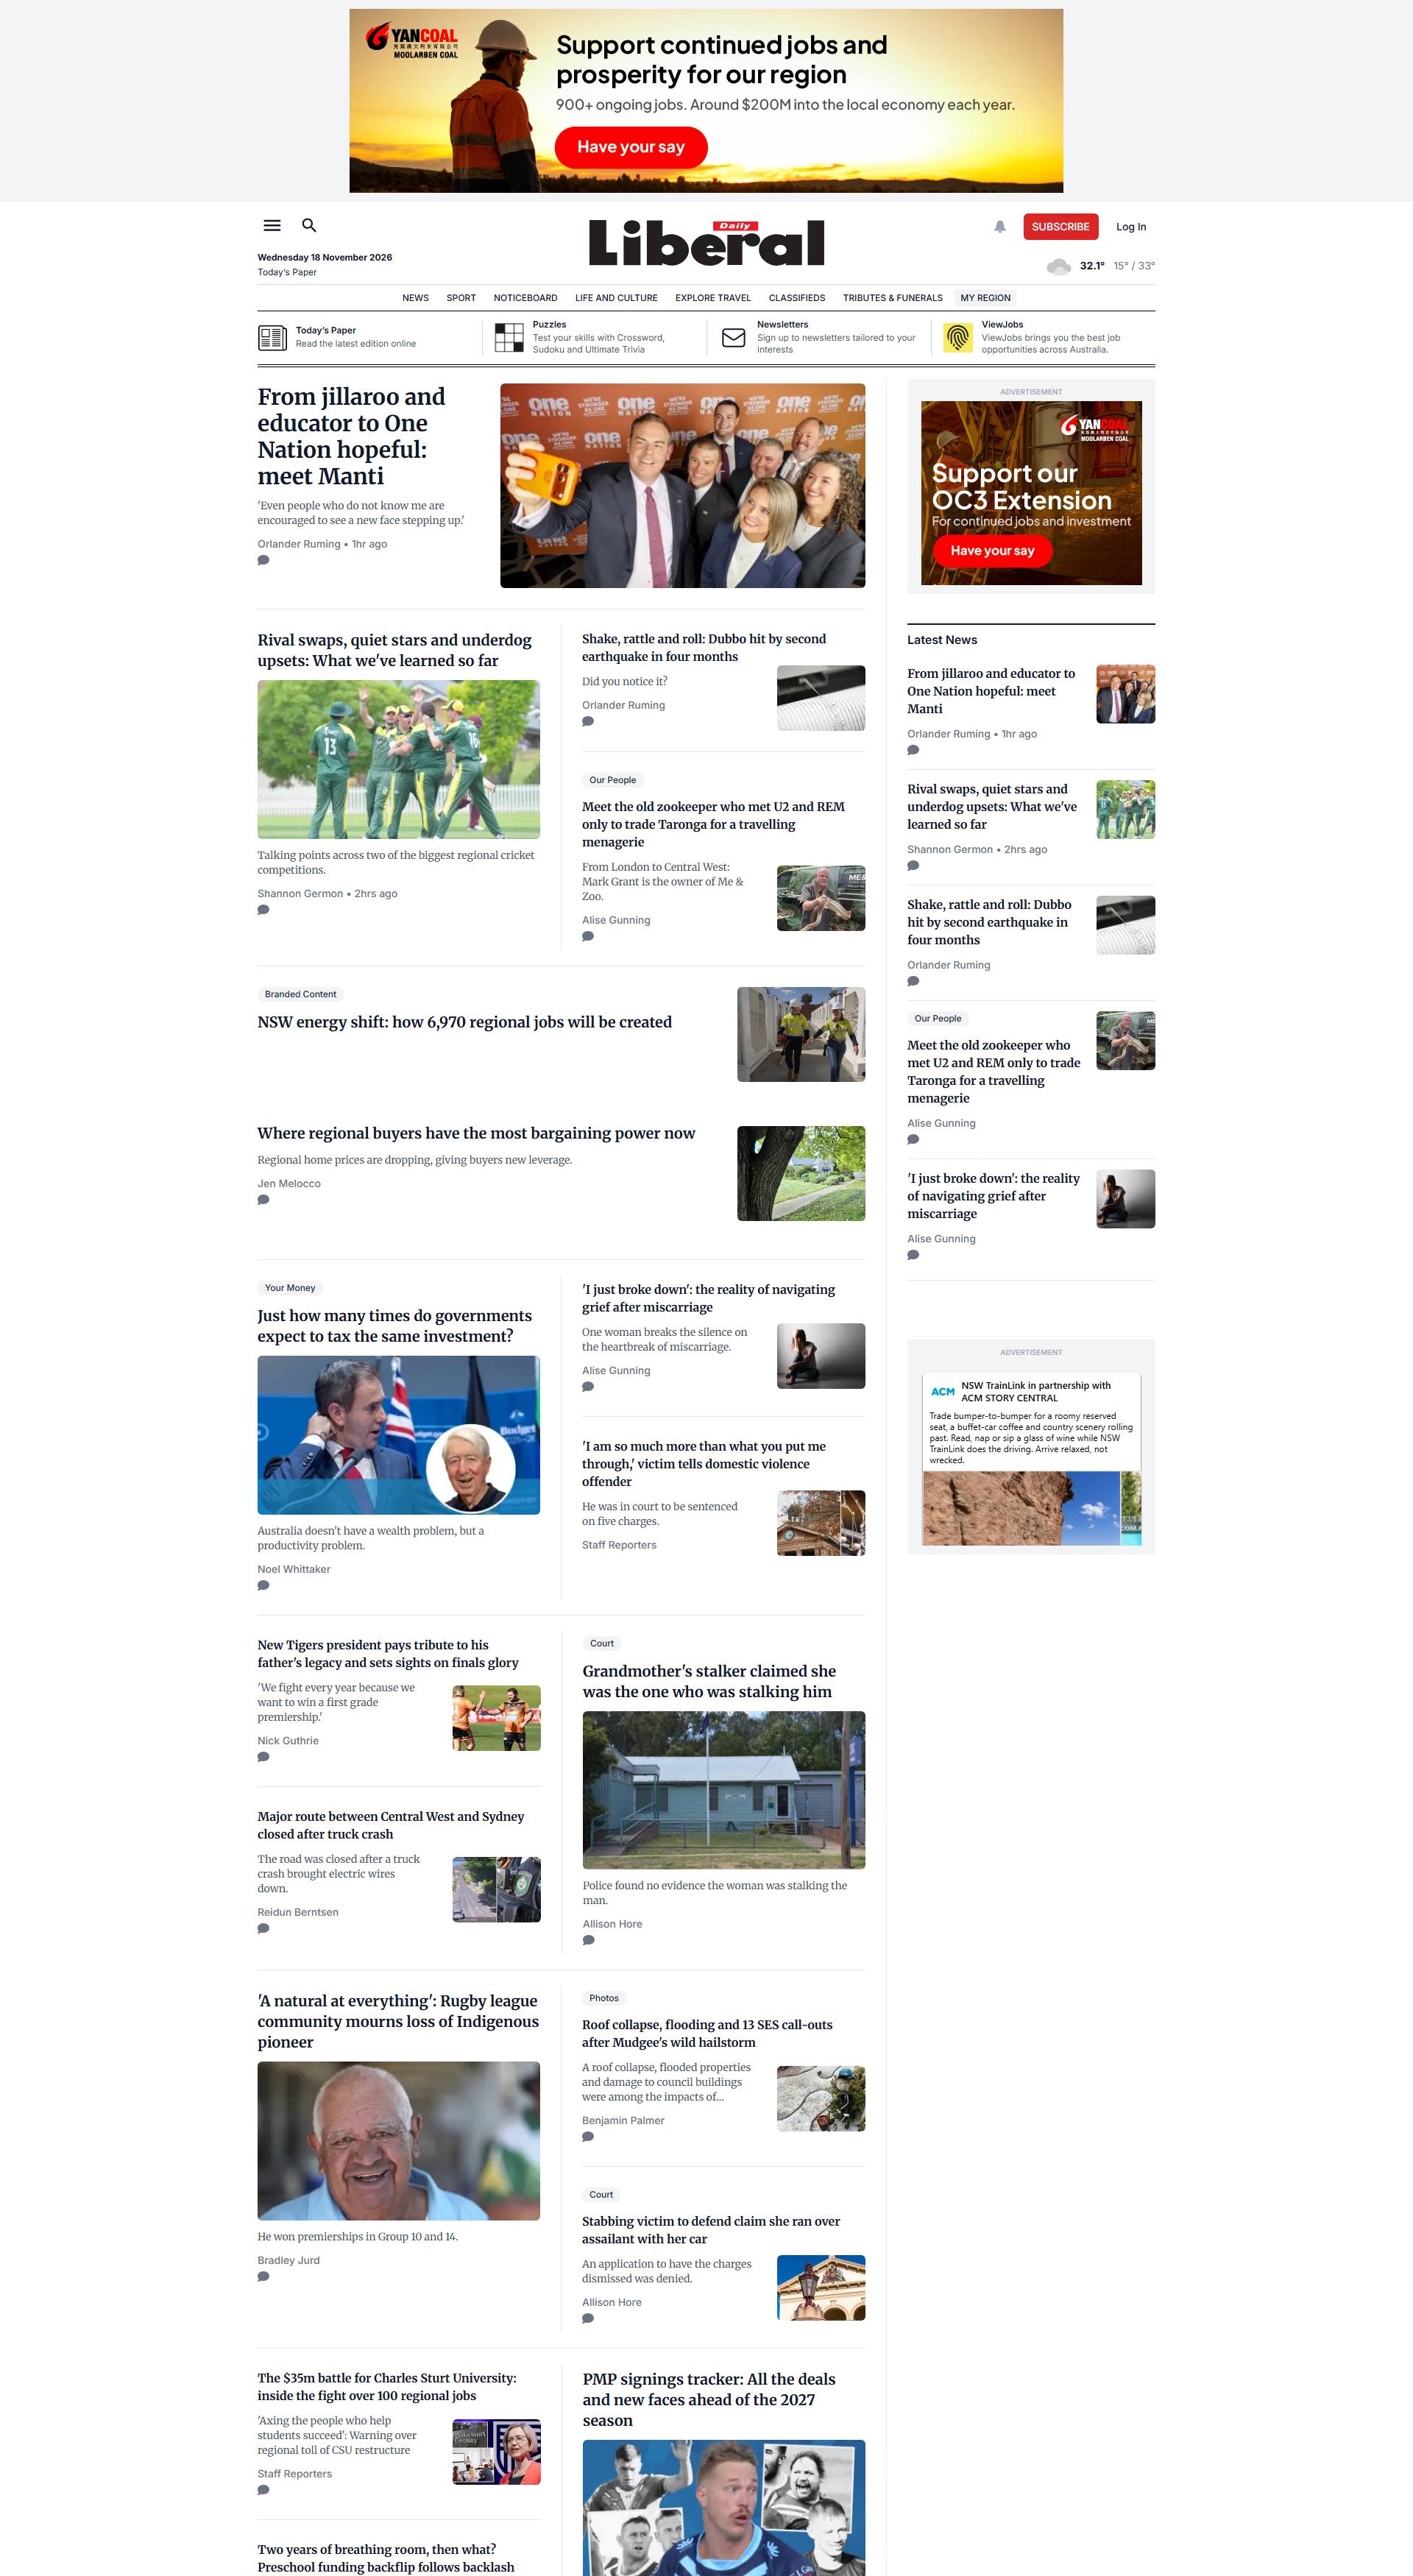 YANCOAL
MOOLARBEN COAL
Support continued jobs and
prosperity for our region
900+ ongoing jobs. Around $200M into the local economy each year.
Have your say
Daily
Liberal
SUBSCRIBE
Log In
Wednesday 18 November 2026
Today's Paper
32.1° 15° / 33°
NEWS SPORT NOTICEBOARD LIFE AND CULTURE EXPLORE TRAVEL CLASSIFIEDS TRIBUTES & FUNERALS MY REGION
Today's Paper
Read the latest edition online
Puzzles
Test your skills with Crossword,
Sudoku and Ultimate Trivia
Newsletters
Sign up to newsletters tailored to your
interests
ViewJobs
ViewJobs brings you the best job
opportunities across Australia.
From jillaroo and
educator to One
Nation hopeful:
meet Manti
'Even people who do not know me are
encouraged to see a new face stepping up.'
Orlander Ruming • 1hr ago
one
NATION
Rival swaps, quiet stars and underdog
upsets: What we've learned so far
13
16
Talking points across two of the biggest regional cricket
competitions.
Shannon Germon • 2hrs ago
Shake, rattle and roll: Dubbo hit by second
earthquake in four months
Did you notice it?
Orlander Ruming
Our People
Meet the old zookeeper who met U2 and REM
only to trade Taronga for a travelling
menagerie
From London to Central West:
Mark Grant is the owner of Me &
Zoo.
Alise Gunning
Branded Content
NSW energy shift: how 6,970 regional jobs will be created
Where regional buyers have the most bargaining power now
Regional home prices are dropping, giving buyers new leverage.
Jen Melocco
Your Money
Just how many times do governments
expect to tax the same investment?
Budget
Australia doesn't have a wealth problem, but a
productivity problem.
Noel Whittaker
'I just broke down': the reality of navigating
grief after miscarriage
One woman breaks the silence on
the heartbreak of miscarriage.
Alise Gunning
'I am so much more than what you put me
through,' victim tells domestic violence
offender
He was in court to be sentenced
on five charges.
Staff Reporters
New Tigers president pays tribute to his
father's legacy and sets sights on finals glory
'We fight every year because we
want to win a first grade
premiership.'
Nick Guthrie
Major route between Central West and Sydney
closed after truck crash
The road was closed after a truck
crash brought electric wires
down.
Reidun Berntsen
Court
Grandmother's stalker claimed she
was the one who was stalking him
Police found no evidence the woman was stalking the
man.
Allison Hore
'A natural at everything': Rugby league
community mourns loss of Indigenous
pioneer
He won premierships in Group 10 and 14.
Bradley Jurd
Photos
Roof collapse, flooding and 13 SES call-outs
after Mudgee's wild hailstorm
A roof collapse, flooded properties
and damage to council buildings
were among the impacts of...
Benjamin Palmer
Court
Stabbing victim to defend claim she ran over
assailant with her car
An application to have the charges
dismissed was denied.
Allison Hore
The $35m battle for Charles Sturt University:
inside the fight over 100 regional jobs
'Axing the people who help
students succeed': Warning over
regional toll of CSU restructure
Staff Reporters
Two years of breathing room, then what?
Preschool funding backflip follows backlash
PMP signings tracker: All the deals
and new faces ahead of the 2027
season
ADVERTISEMENT
YANCOAL
MOOLARBEN COAL
Support our
OC3 Extension
For continued jobs and investment
Have your say
Latest News
From jillaroo and educator to
One Nation hopeful: meet
Manti
Orlander Ruming • 1hr ago
Rival swaps, quiet stars and
underdog upsets: What we've
learned so far
Shannon Germon • 2hrs ago
Shake, rattle and roll: Dubbo
hit by second earthquake in
four months
Orlander Ruming
Our People
Meet the old zookeeper who
met U2 and REM only to trade
Taronga for a travelling
menagerie
Alise Gunning
'I just broke down': the reality
of navigating grief after
miscarriage
Alise Gunning
ADVERTISEMENT
ACM
NSW TrainLink in partnership with
ACM STORY CENTRAL
Trade bumper-to-bumper for a roomy reserved
seat, a buffet-car coffee and country scenery rolling
past. Read, nap or sip a glass of wine while NSW
TrainLink does the driving. Arrive relaxed, not
wrecked.